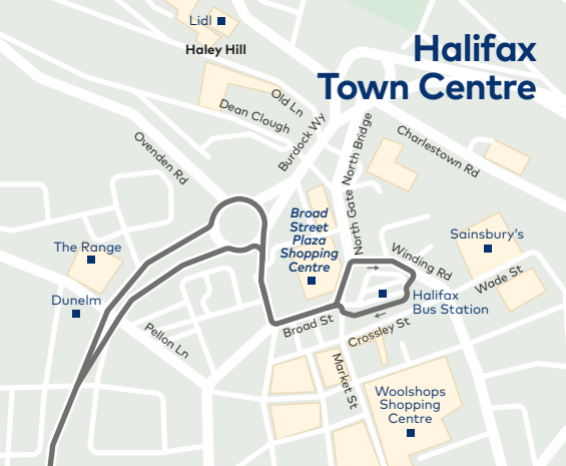 Lidl
Haley Hill
Halifax
Town Centre
Old Ln
Dean Clough
Burdock Wy
North Bridge
Charlestown Rd
Ovenden Rd
Broad
Street
Plaza
Shopping
Centre
North Gate
Sainsbury's
The Range
Winding Rd
Wade St
Dunelm
Halifax
Bus Station
Broad St
Crossley St
Pellon Ln
Market St
Woolshops
Shopping
Centre